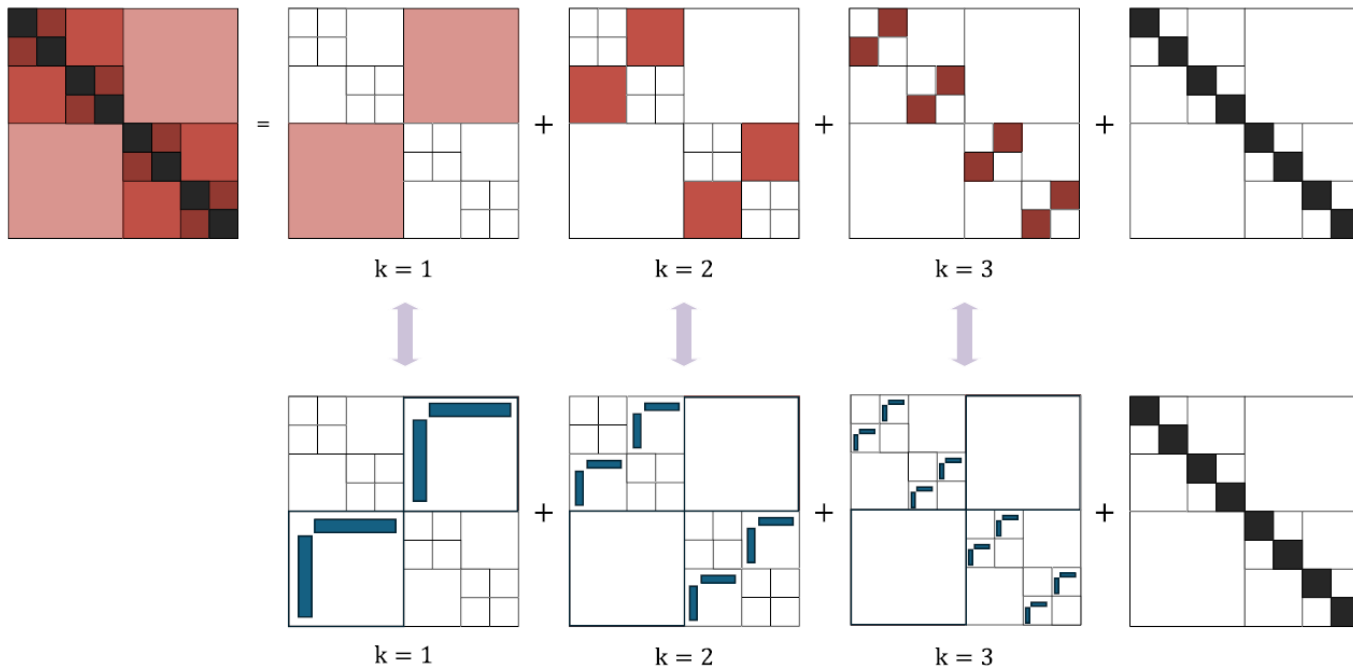 = + + +
k = 1 k = 2 k = 3
+ + +
k = 1 k = 2 k = 3